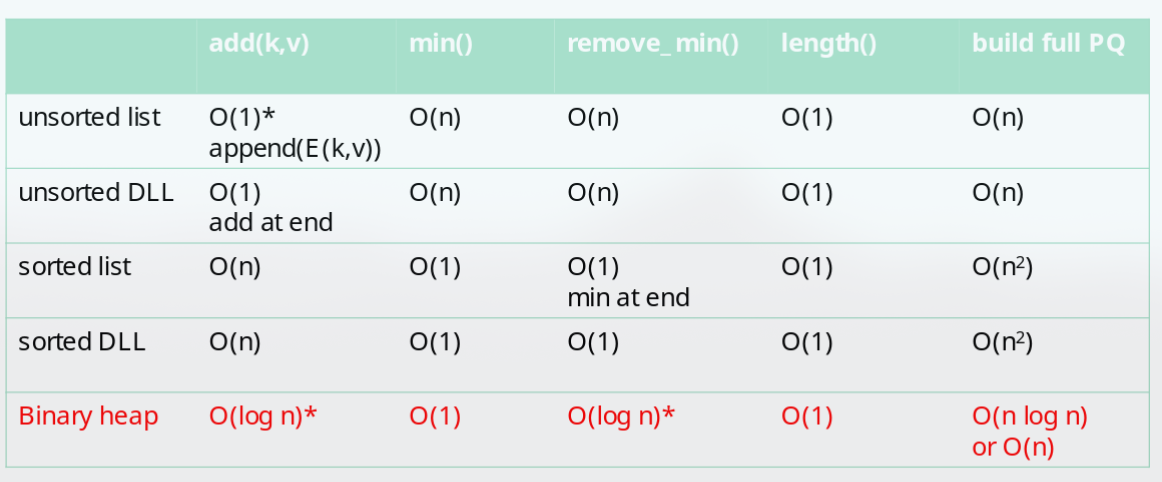 add(k,v) min() remove_min() length() build full PQ
unsorted list O(1)* O(n) O(n) O(1) O(n)
append(E(k,v))
unsorted DLL O(1) O(n) O(n) O(1) O(n)
add at end
sorted list O(n) O(1) O(1) O(1) O(n²)
min at end
sorted DLL O(n) O(1) O(1) O(1) O(n²)
Binary heap O(log n)* O(1) O(log n)* O(1) O(n log n)
or O(n)